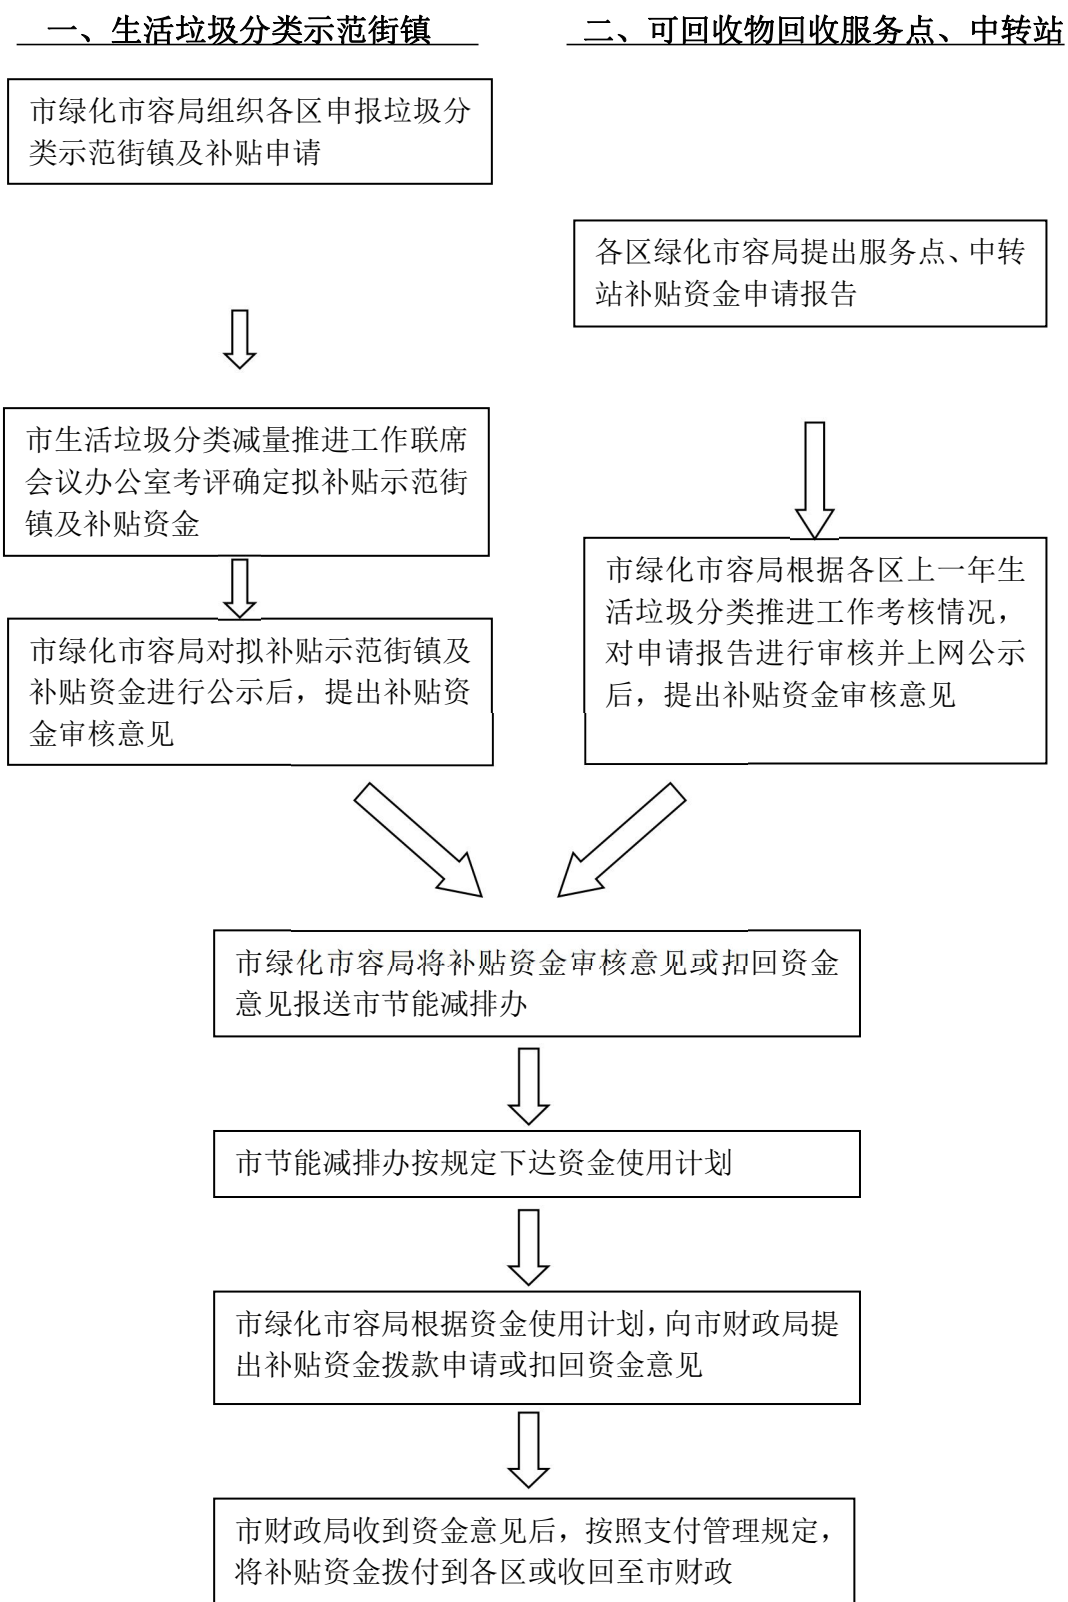 一、生活垃圾分类示范街镇
二、可回收物回收服务点、中转站
市绿化市容局组织各区申报垃圾分
类示范街镇及补贴申请
各区绿化市容局提出服务点、中转
站补贴资金申请报告
市生活垃圾分类减量推进工作联席
会议办公室考评确定拟补贴示范街
镇及补贴资金
市绿化市容局根据各区上一年生
活垃圾分类推进工作考核情况，
对申请报告进行审核并上网公示
后，提出补贴资金审核意见
市绿化市容局对拟补贴示范街镇及
补贴资金进行公示后，提出补贴资
金审核意见
市绿化市容局将补贴资金审核意见或扣回资金
意见报送市节能减排办
市节能减排办按规定下达资金使用计划
市绿化市容局根据资金使用计划，向市财政局提
出补贴资金拨款申请或扣回资金意见
市财政局收到资金意见后，按照支付管理规定，
将补贴资金拨付到各区或收回至市财政